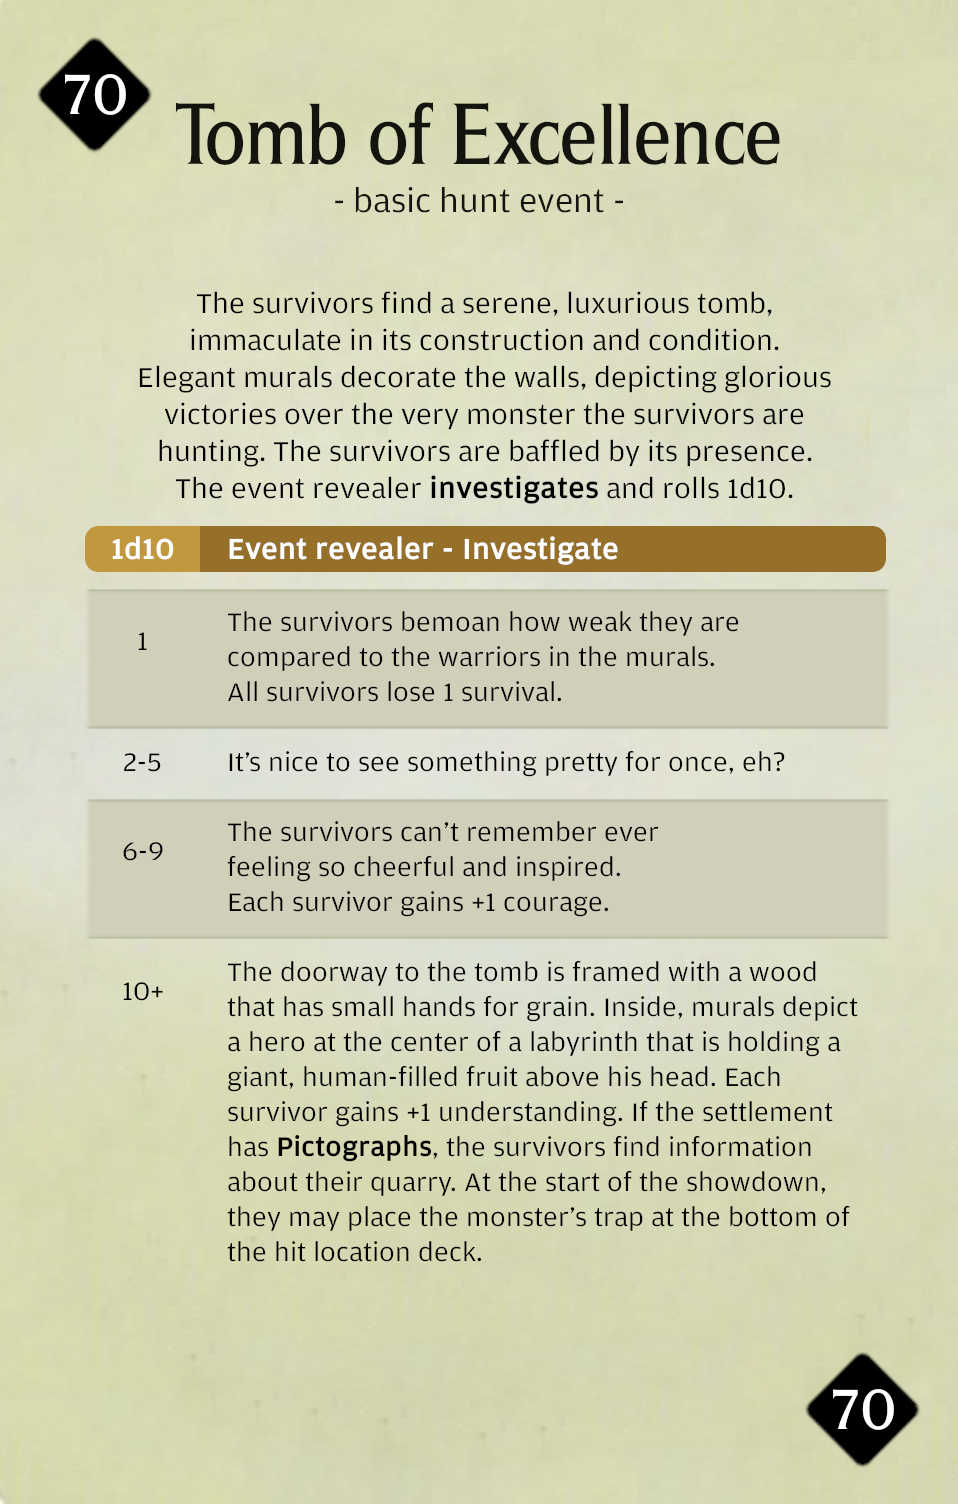 70
Tomb of Excellence
- basic hunt event -
The survivors find a serene, luxurious tomb,
immaculate in its construction and condition.
Elegant murals decorate the walls, depicting glorious
victories over the very monster the survivors are
hunting. The survivors are baffled by its presence.
The event revealer investigates and rolls 1d10.
1d10 Event revealer - Investigate
1
The survivors bemoan how weak they are
compared to the warriors in the murals.
All survivors lose 1 survival.
2-5 It’s nice to see something pretty for once, eh?
6-9
The survivors can’t remember ever
feeling so cheerful and inspired.
Each survivor gains +1 courage.
10+
The doorway to the tomb is framed with a wood
that has small hands for grain. Inside, murals depict
a hero at the center of a labyrinth that is holding a
giant, human-filled fruit above his head. Each
survivor gains +1 understanding. If the settlement
has Pictographs, the survivors find information
about their quarry. At the start of the showdown,
they may place the monster’s trap at the bottom of
the hit location deck.
70